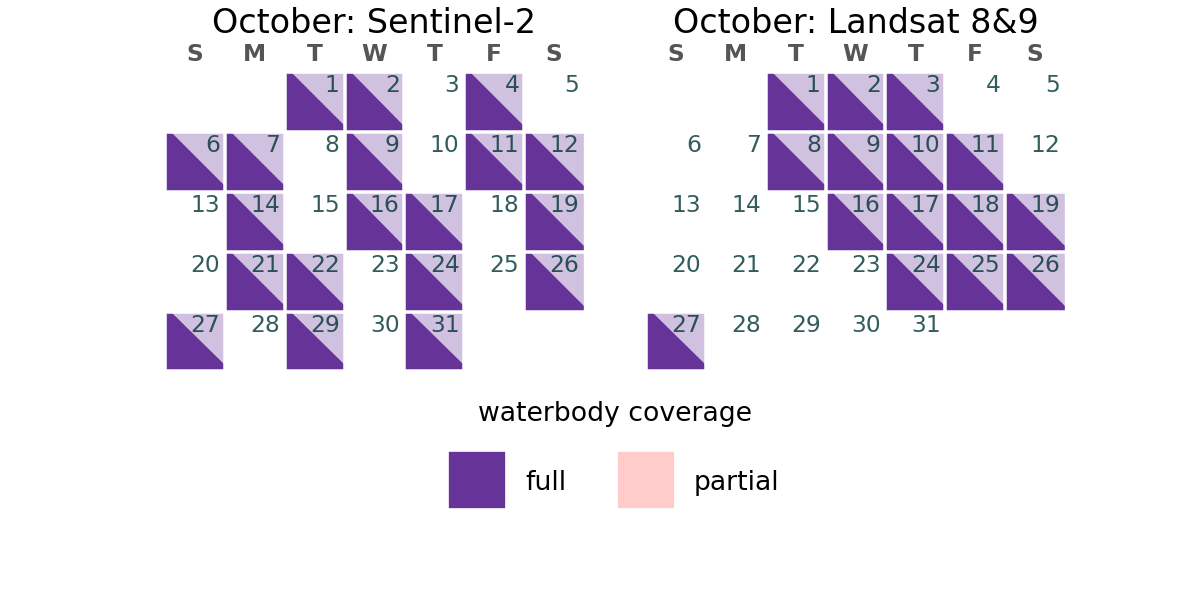 October: Sentinel-2
S M T W T F S
1 2 3 4 5
6 7 8 9 10 11 12
13 14 15 16 17 18 19
20 21 22 23 24 25 26
27 28 29 30 31
October: Landsat 8&9
S M T W T F S
1 2 3 4 5
6 7 8 9 10 11 12
13 14 15 16 17 18 19
20 21 22 23 24 25 26
27 28 29 30 31
waterbody coverage
full partial